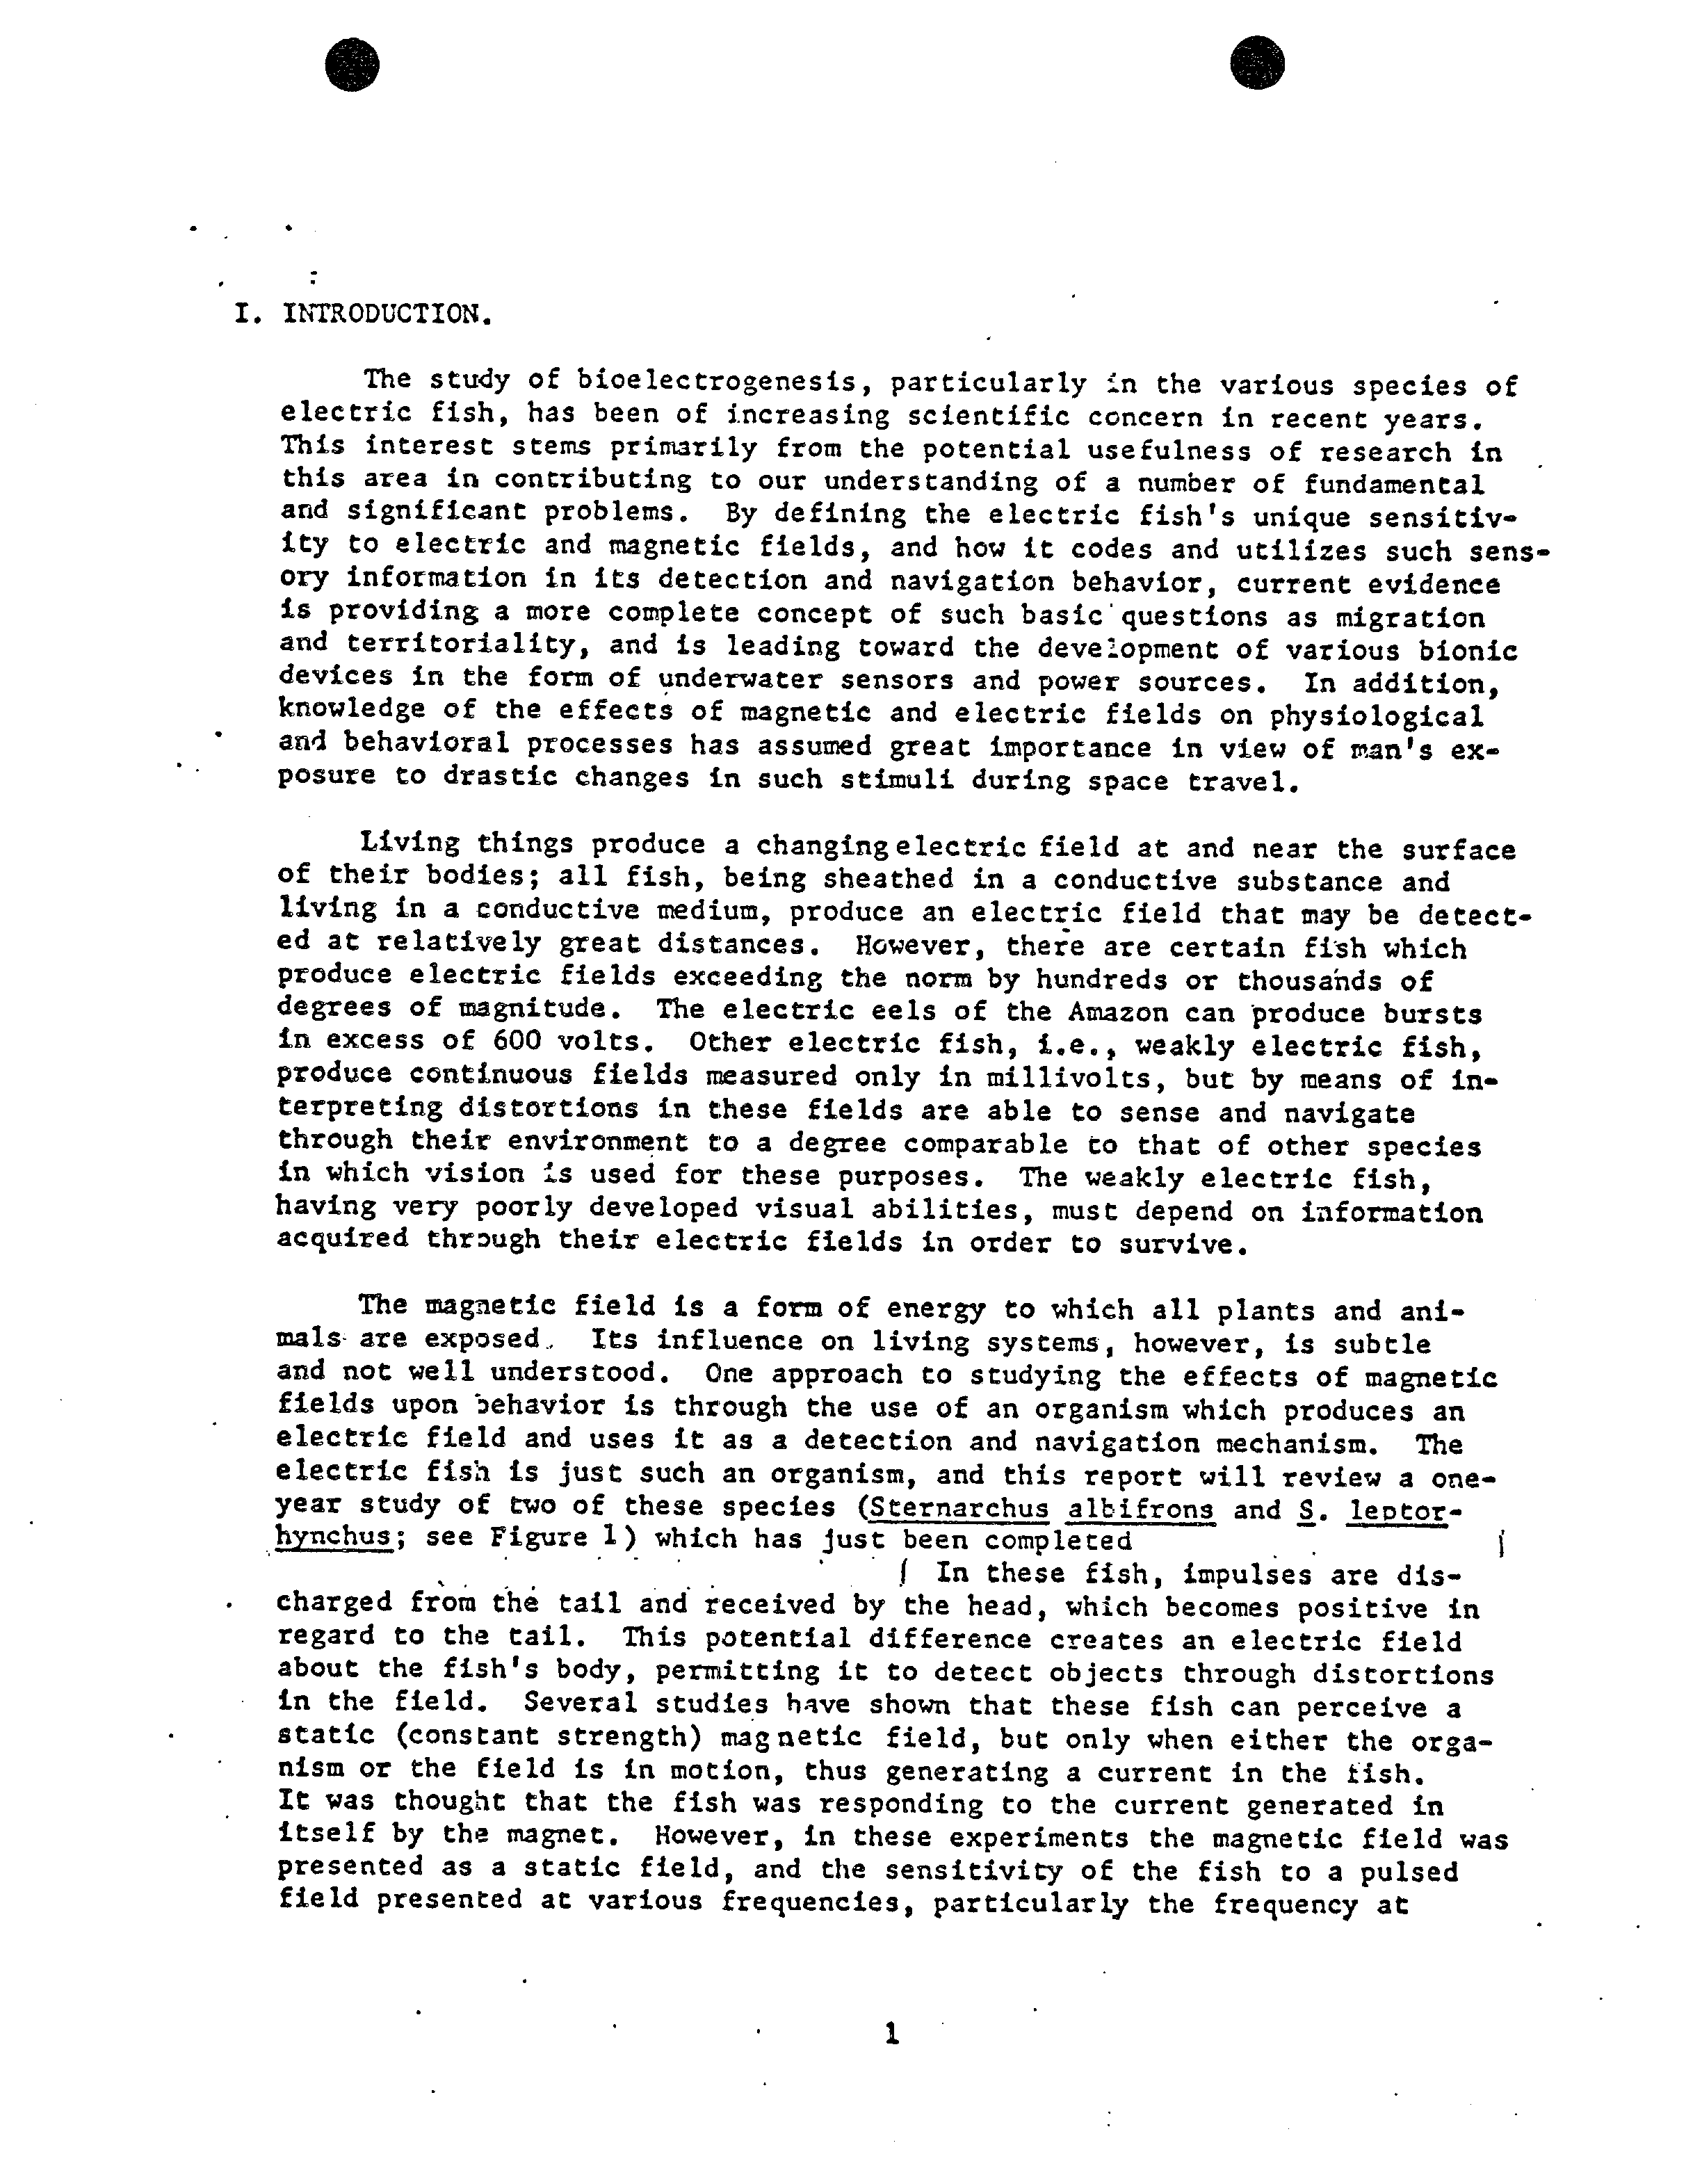 I. INTRODUCTION.
The study of bioelectrogenesis, particularly in the various species of
electric fish, has been of increasing scientific concern in recent years.
This interest stems primarily from the potential usefulness of research in
this area in contributing to our understanding of a number of fundamental
and significant problems. By defining the electric fish's unique sensitiv-
ity to electric and magnetic fields, and how it codes and utilizes such sens-
ory information in its detection and navigation behavior, current evidence
is providing a more complete concept of such basic questions as migration
and territoriality, and is leading toward the development of various bionic
devices in the form of underwater sensors and power sources. In addition,
knowledge of the effects of magnetic and electric fields on physiological
and behavioral processes has assumed great importance in view of man's ex-
posure to drastic changes in such stimuli during space travel.
Living things produce a changing electric field at and near the surface
of their bodies; all fish, being sheathed in a conductive substance and
living in a conductive medium, produce an electric field that may be detect-
ed at relatively great distances. However, there are certain fish which
produce electric fields exceeding the norm by hundreds or thousands of
degrees of magnitude. The electric eels of the Amazon can produce bursts
in excess of 600 volts. Other electric fish, i.e., weakly electric fish,
produce continuous fields measured only in millivolts, but by means of in-
terpreting distortions in these fields are able to sense and navigate
through their environment to a degree comparable to that of other species
in which vision is used for these purposes. The weakly electric fish,
having very poorly developed visual abilities, must depend on information
acquired through their electric fields in order to survive.
The magnetic field is a form of energy to which all plants and ani-
mals are exposed. Its influence on living systems, however, is subtle
and not well understood. One approach to studying the effects of magnetic
fields upon behavior is through the use of an organism which produces an
electric field and uses it as a detection and navigation mechanism. The
electric fish is just such an organism, and this report will review a one-
year study of two of these species (Sternarchus albifrons and S. leptor-
hynchus; see Figure 1) which has just been completed
In these fish, impulses are dis-
charged from the tail and received by the head, which becomes positive in
regard to the tail. This potential difference creates an electric field
about the fish's body, permitting it to detect objects through distortions
in the field. Several studies have shown that these fish can perceive a
static (constant strength) magnetic field, but only when either the orga-
nism or the field is in motion, thus generating a current in the fish.
It was thought that the fish was responding to the current generated in
itself by the magnet. However, in these experiments the magnetic field was
presented as a static field, and the sensitivity of the fish to a pulsed
field presented at various frequencies, particularly the frequency at
1